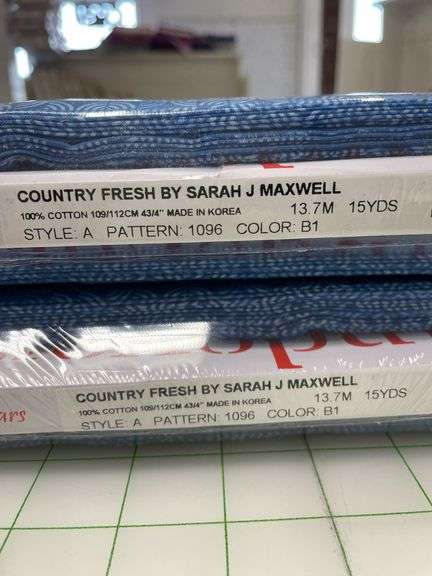 COUNTRY FRESH BY SARAH J MAXWELL
100% COTTON 109/112CM 43/4" MADE IN KOREA 13.7M 15YDS
STYLE: A PATTERN: 1096 COLOR: B1
COUNTRY FRESH BY SARAH J MAXWELL
100% COTTON 109/112CM 43/4" MADE IN KOREA 13.7M 15YDS
STYLE: A PATTERN: 1096 COLOR: B1